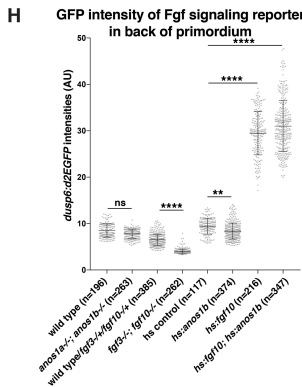 H
GFP intensity of Fgf signaling reporter
in back of primordium
dusp6:d2EGFP intensities (AU)
50
40
30
20
10
0
ns
****
**
****
****
wild type (n=196)
anos1a-/-; anos1b-/- (n=263)
wild type/fgf3-/+/fgf10-/+ (n=385)
fgf3-/-; fgf10-/- (n=262)
hs control (n=117)
hs:anos1b (n=374)
hs:fgf10 (n=216)
hs:fgf10; hs:anos1b (n=347)